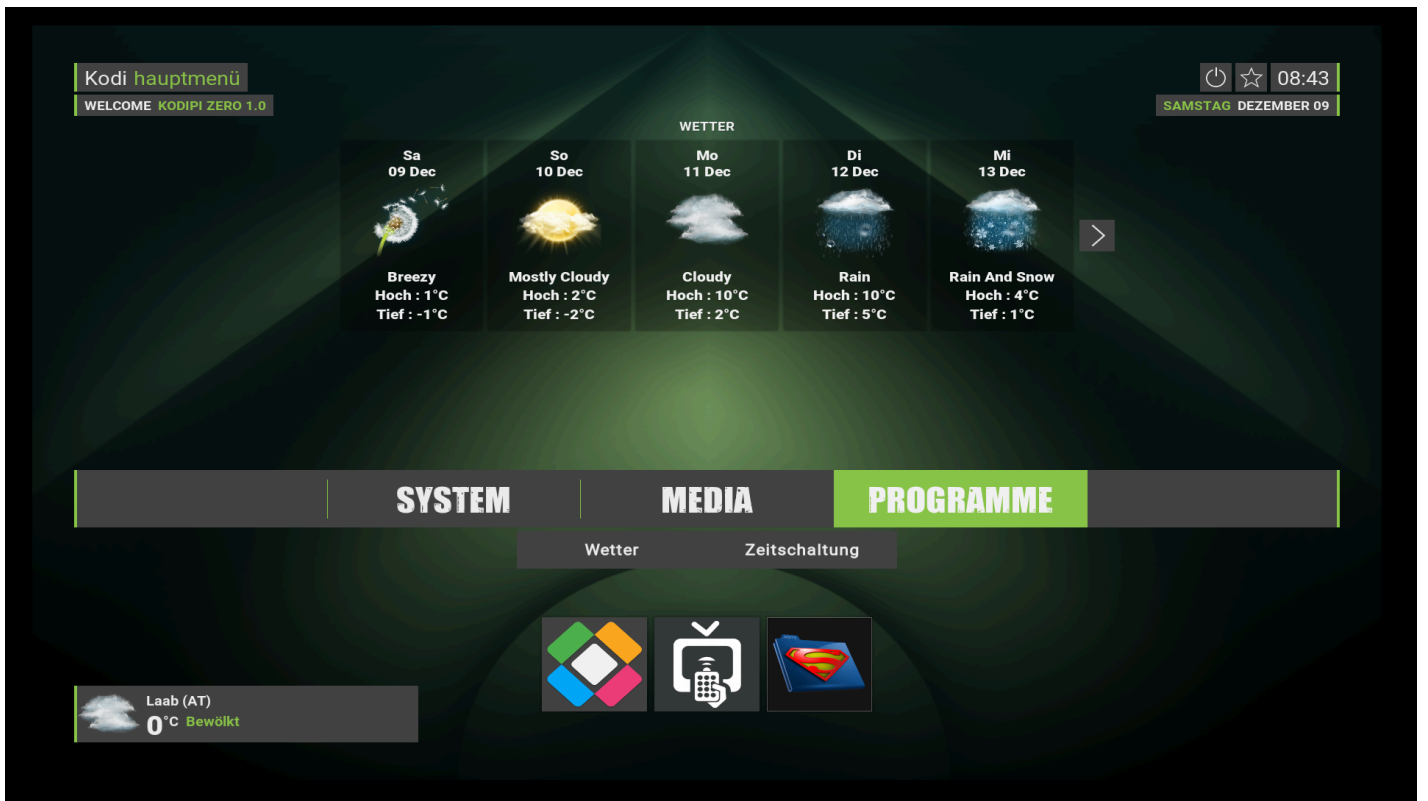 Kodi hauptmenü
WELCOME KODIPI ZERO 1.0
08:43
SAMSTAG DEZEMBER 09
WETTER
Sa
09 Dec
Breezy
Hoch : 1°C
Tief : -1°C
So
10 Dec
Mostly Cloudy
Hoch : 2°C
Tief : -2°C
Mo
11 Dec
Cloudy
Hoch : 10°C
Tief : 2°C
Di
12 Dec
Rain
Hoch : 10°C
Tief : 5°C
Mi
13 Dec
Rain And Snow
Hoch : 4°C
Tief : 1°C
SYSTEM MEDIA PROGRAMME
Wetter Zeitschaltung
Laab (AT)
0°C Bewölkt